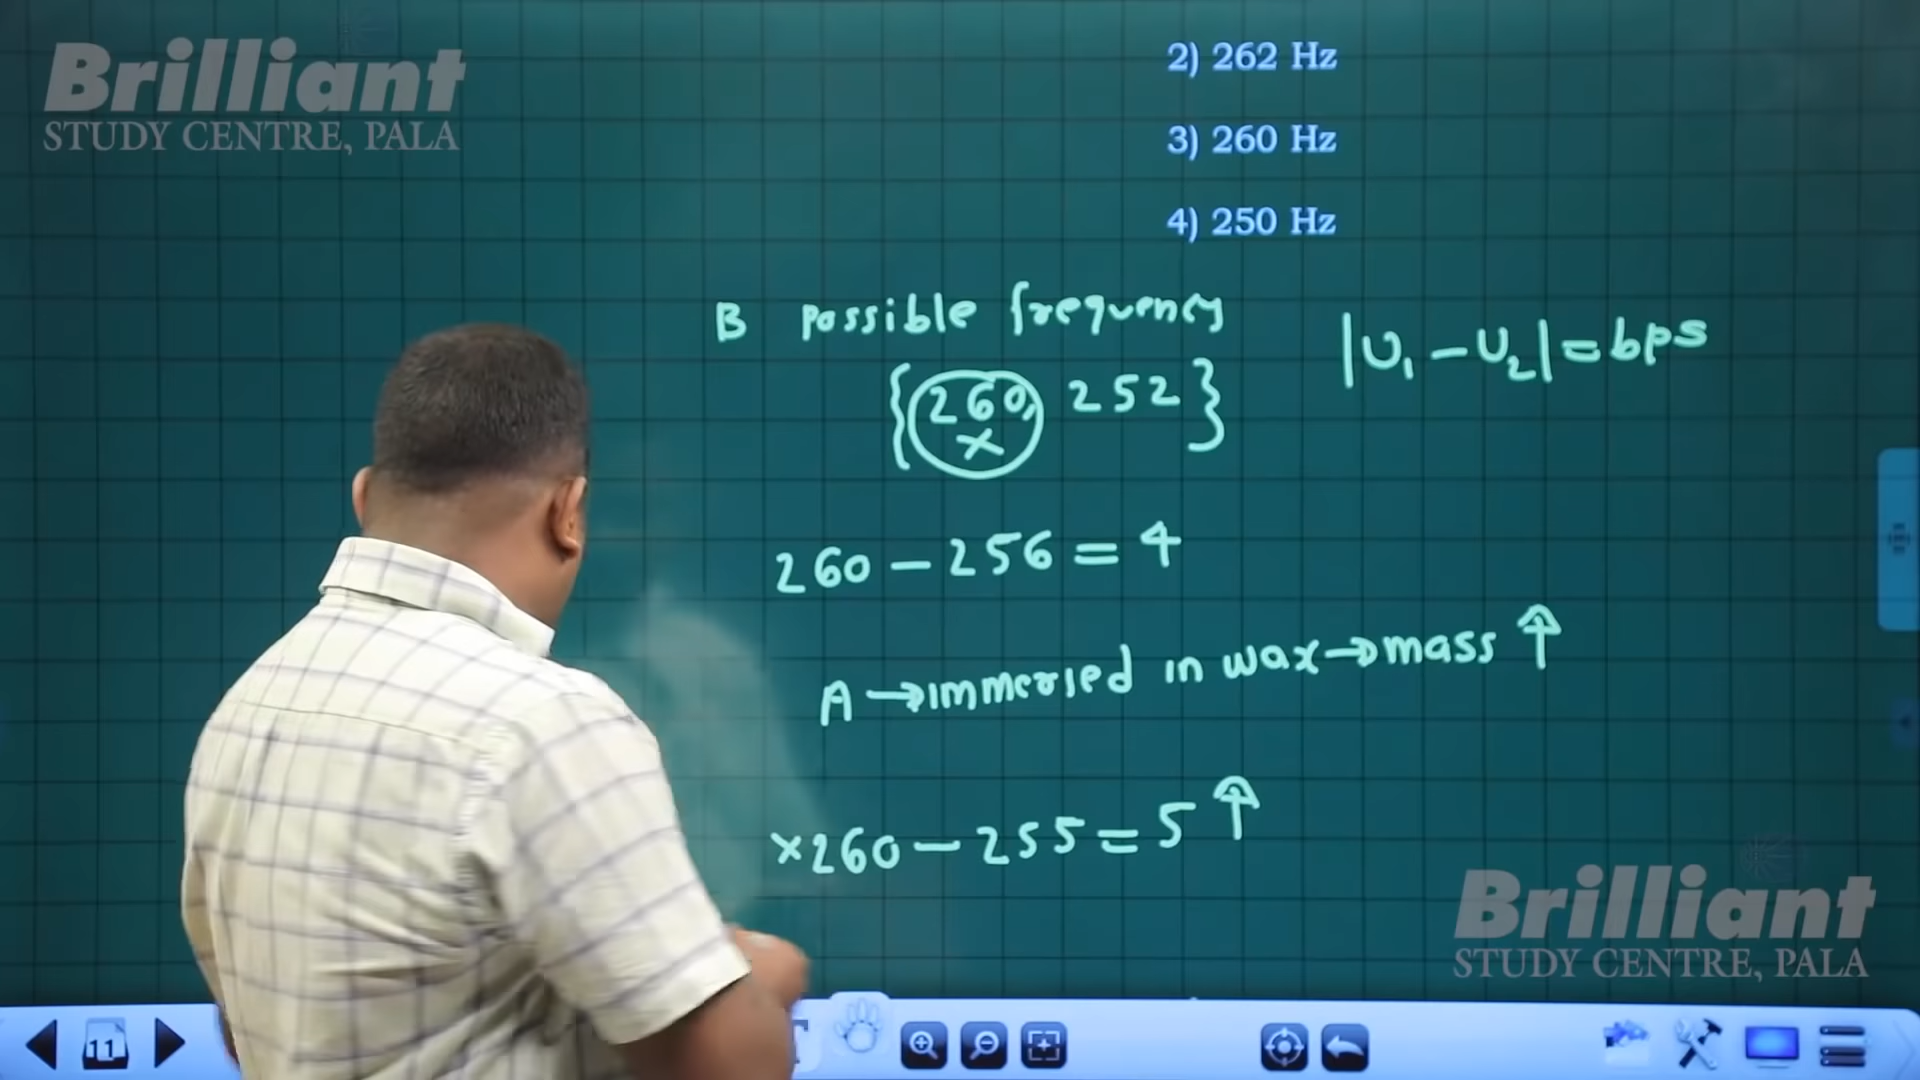 Brilliant
STUDY CENTRE, PALA
2) 262 Hz
3) 260 Hz
4) 250 Hz
B possible frequency
{260, 252}
×
|υ₁ − υ₂| = bps
260 − 256 = 4
A → immersed in wax → mass ↑
×260 − 255 = 5 ↑
Brilliant
STUDY CENTRE, PALA
11